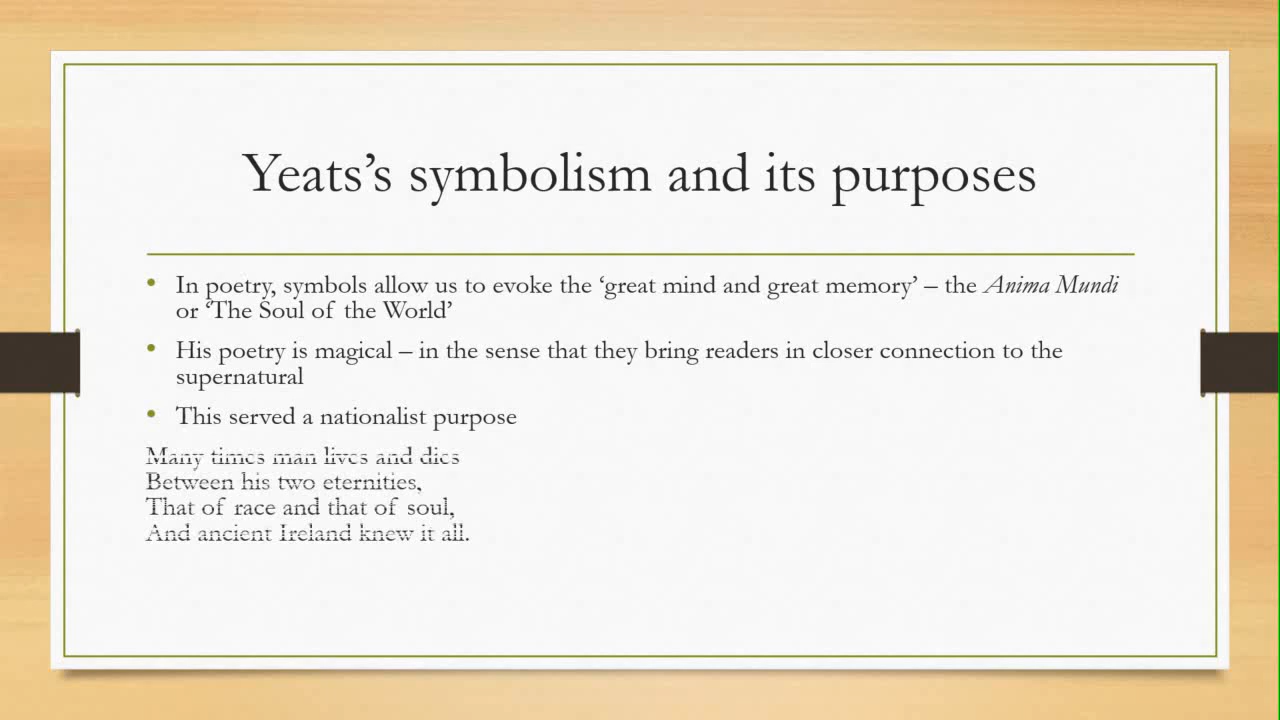 Yeats’s symbolism and its purposes
• In poetry, symbols allow us to evoke the ‘great mind and great memory’ – the Anima Mundi
or ‘The Soul of the World’
• His poetry is magical – in the sense that they bring readers in closer connection to the
supernatural
• This served a nationalist purpose
Many times man lives and dies
Between his two eternities,
That of race and that of soul,
And ancient Ireland knew it all.